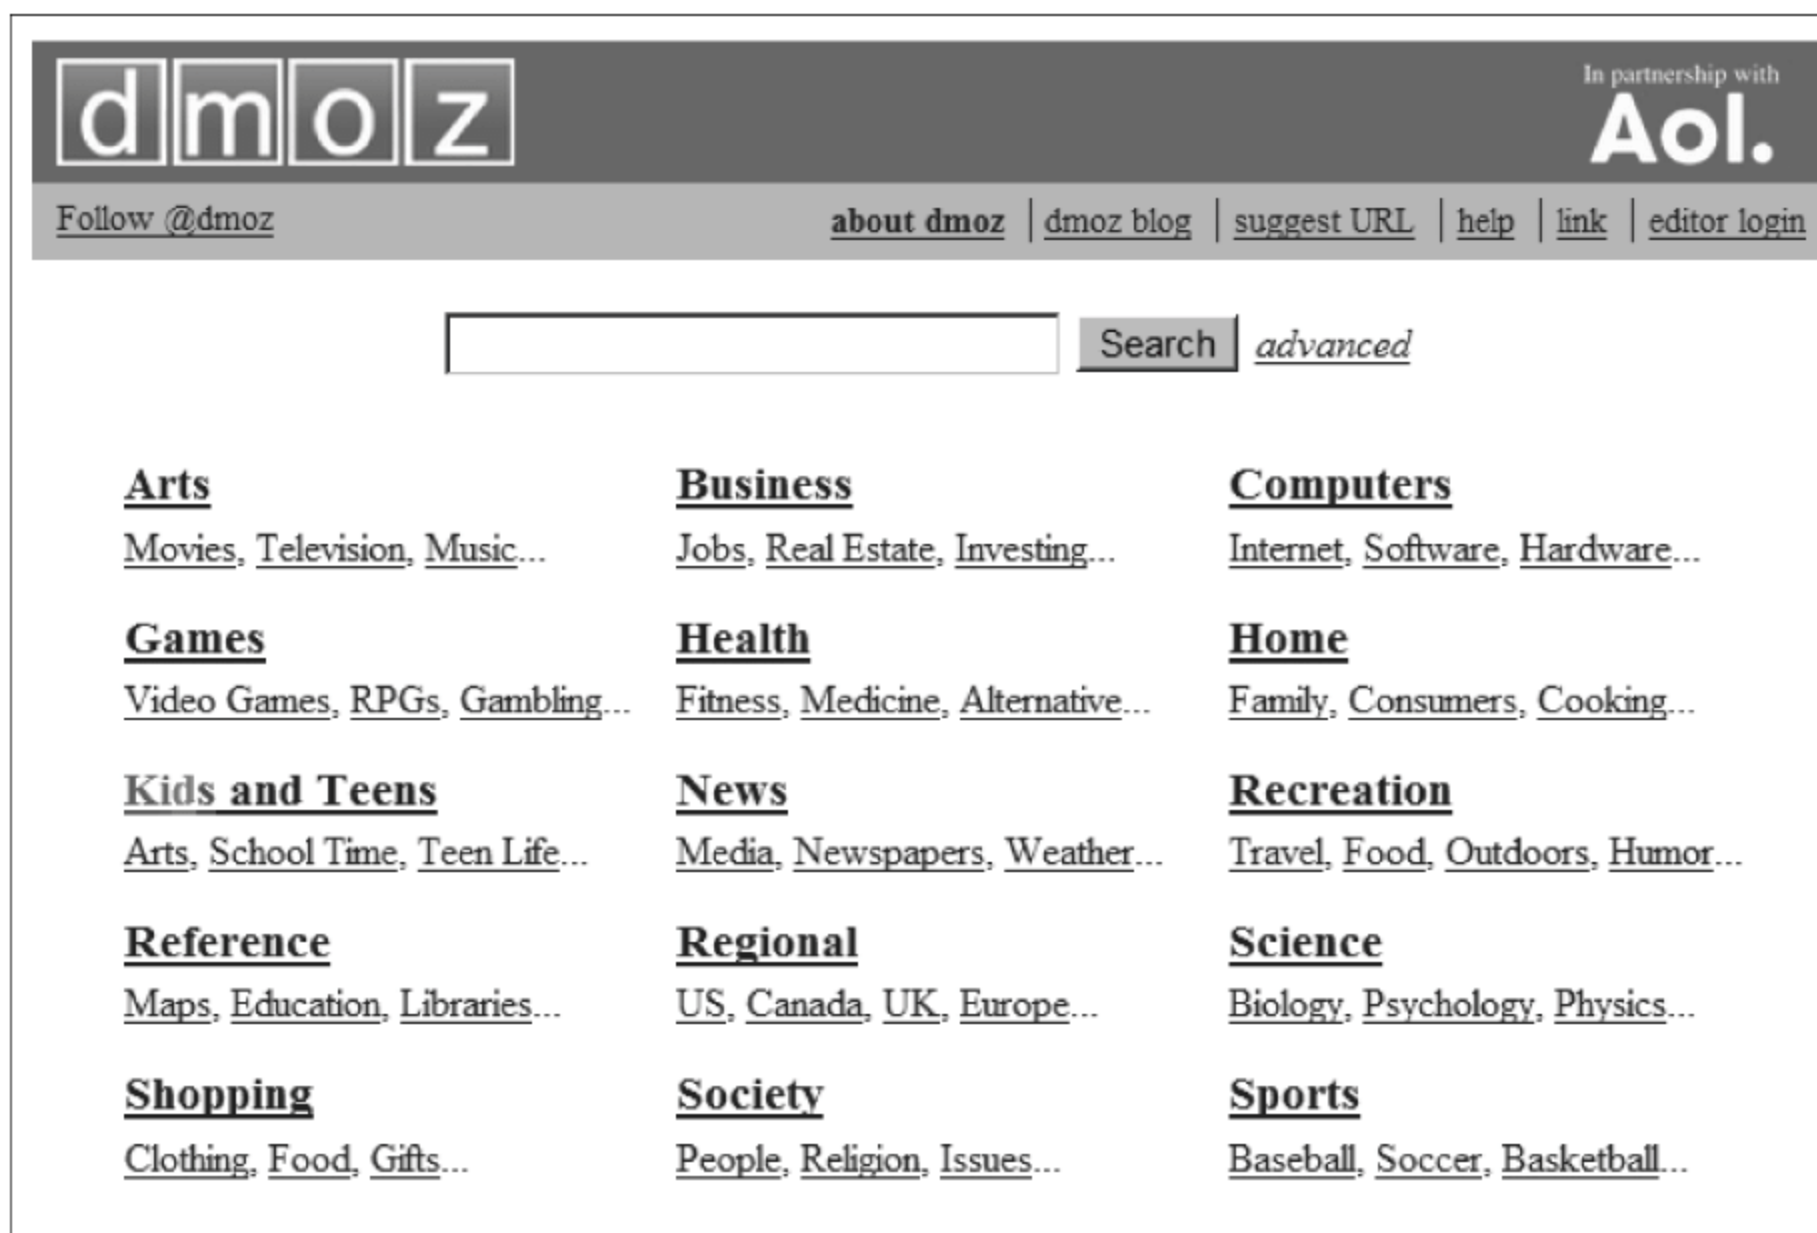 dmoz
In partnership with
Aol.
Follow @dmoz
about dmoz | dmoz blog | suggest URL | help | link | editor login
Search advanced
Arts
Movies, Television, Music...
Business
Jobs, Real Estate, Investing...
Computers
Internet, Software, Hardware...
Games
Video Games, RPGs, Gambling...
Health
Fitness, Medicine, Alternative...
Home
Family, Consumers, Cooking...
Kids and Teens
Arts, School Time, Teen Life...
News
Media, Newspapers, Weather...
Recreation
Travel, Food, Outdoors, Humor...
Reference
Maps, Education, Libraries...
Regional
US, Canada, UK, Europe...
Science
Biology, Psychology, Physics...
Shopping
Clothing, Food, Gifts...
Society
People, Religion, Issues...
Sports
Baseball, Soccer, Basketball...